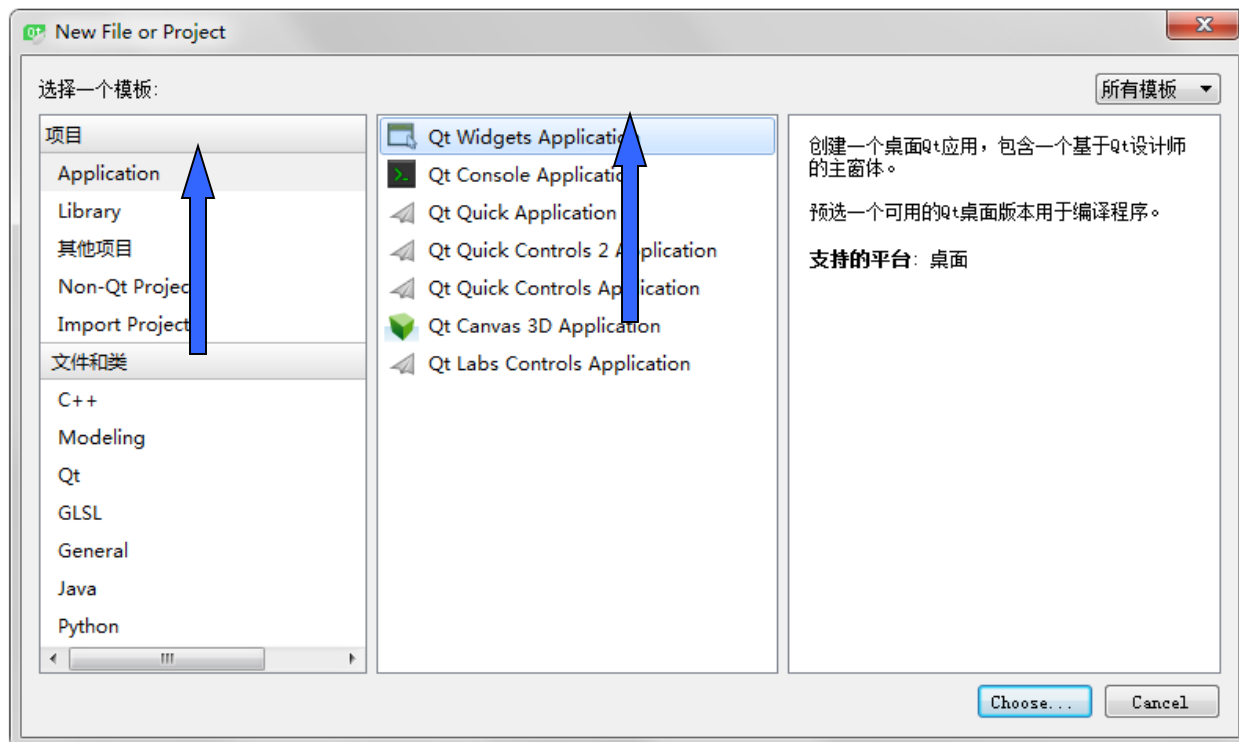 New File or Project
选择一个模板:
所有模板
项目
Application
Library
其他项目
Non-Qt Project
Import Project
文件和类
C++
Modeling
Qt
GLSL
General
Java
Python
Qt Widgets Application
Qt Console Application
Qt Quick Application
Qt Quick Controls 2 Application
Qt Quick Controls Application
Qt Canvas 3D Application
Qt Labs Controls Application
创建一个桌面Qt应用，包含一个基于Qt设计师
的主窗体。
预选一个可用的Qt桌面版本用于编译程序。
支持的平台: 桌面
Choose...
Cancel